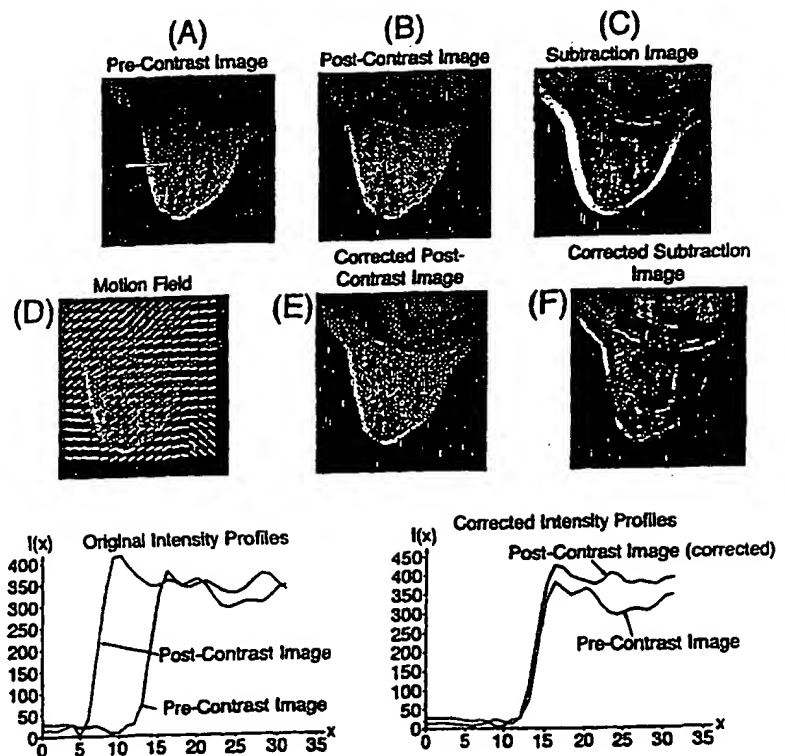 (A)
Pre-Contrast Image
(B)
Post-Contrast Image
(C)
Subtraction Image
(D)
Motion Field
(E)
Corrected Post-
Contrast Image
(F)
Corrected Subtraction
Image
Original Intensity Profiles
I(x)
400
350
300
250
200
150
100
50
0
Post-Contrast Image
Pre-Contrast Image
0 5 10 15 20 25 30 35 x
Corrected Intensity Profiles
I(x)
450
400
350
300
250
200
150
100
50
0
Post-Contrast Image (corrected)
Pre-Contrast Image
0 5 10 15 20 25 30 35 x